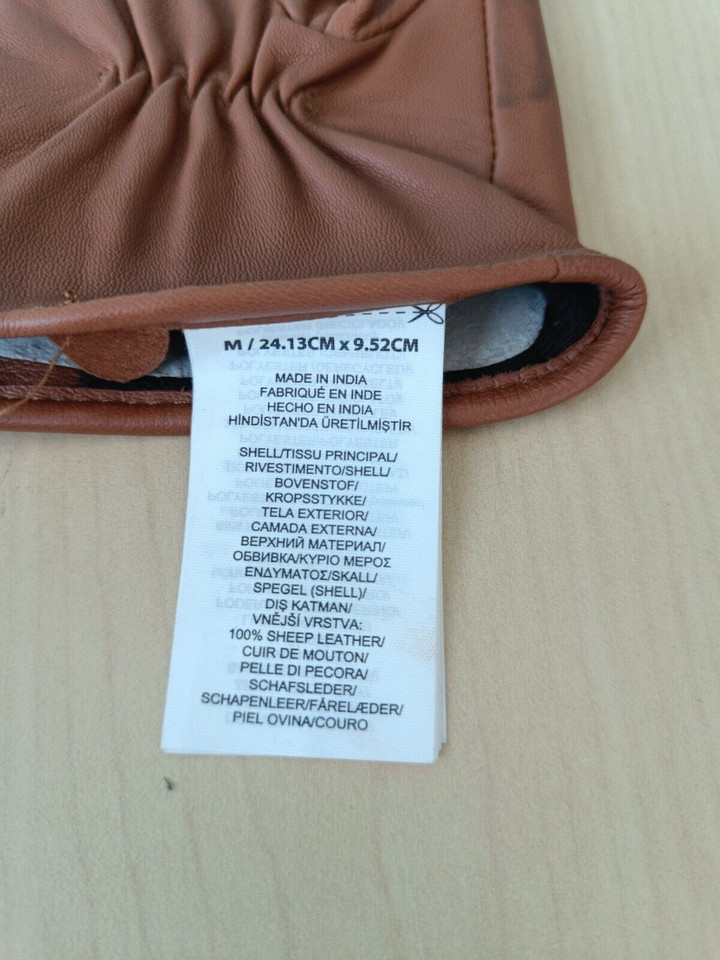 M / 24.13CM x 9.52CM
MADE IN INDIA
FABRIQUÉ EN INDE
HECHO EN INDIA
HİNDİSTAN'DA ÜRETİLMİŞTİR
SHELL/TISSU PRINCIPAL/
RIVESTIMENTO/SHELL/
BOVENSTOF/
KROPSSTYKKE/
TELA EXTERIOR/
CAMADA EXTERNA/
ВЕРХНИЙ МАТЕРИАЛ/
ОБВИВКА/ΚΥΡΙΟ ΜΕΡΟΣ
ΕΝΔΥΜΑΤΟΣ/SKALL/
SPEGEL (SHELL)/
DIŞ KATMAN/
VNĚJŠÍ VRSTVA:
100% SHEEP LEATHER/
CUIR DE MOUTON/
PELLE DI PECORA/
SCHAFSLEDER/
SCHAPENLEER/FÅRELÆDER/
PIEL OVINA/COURO